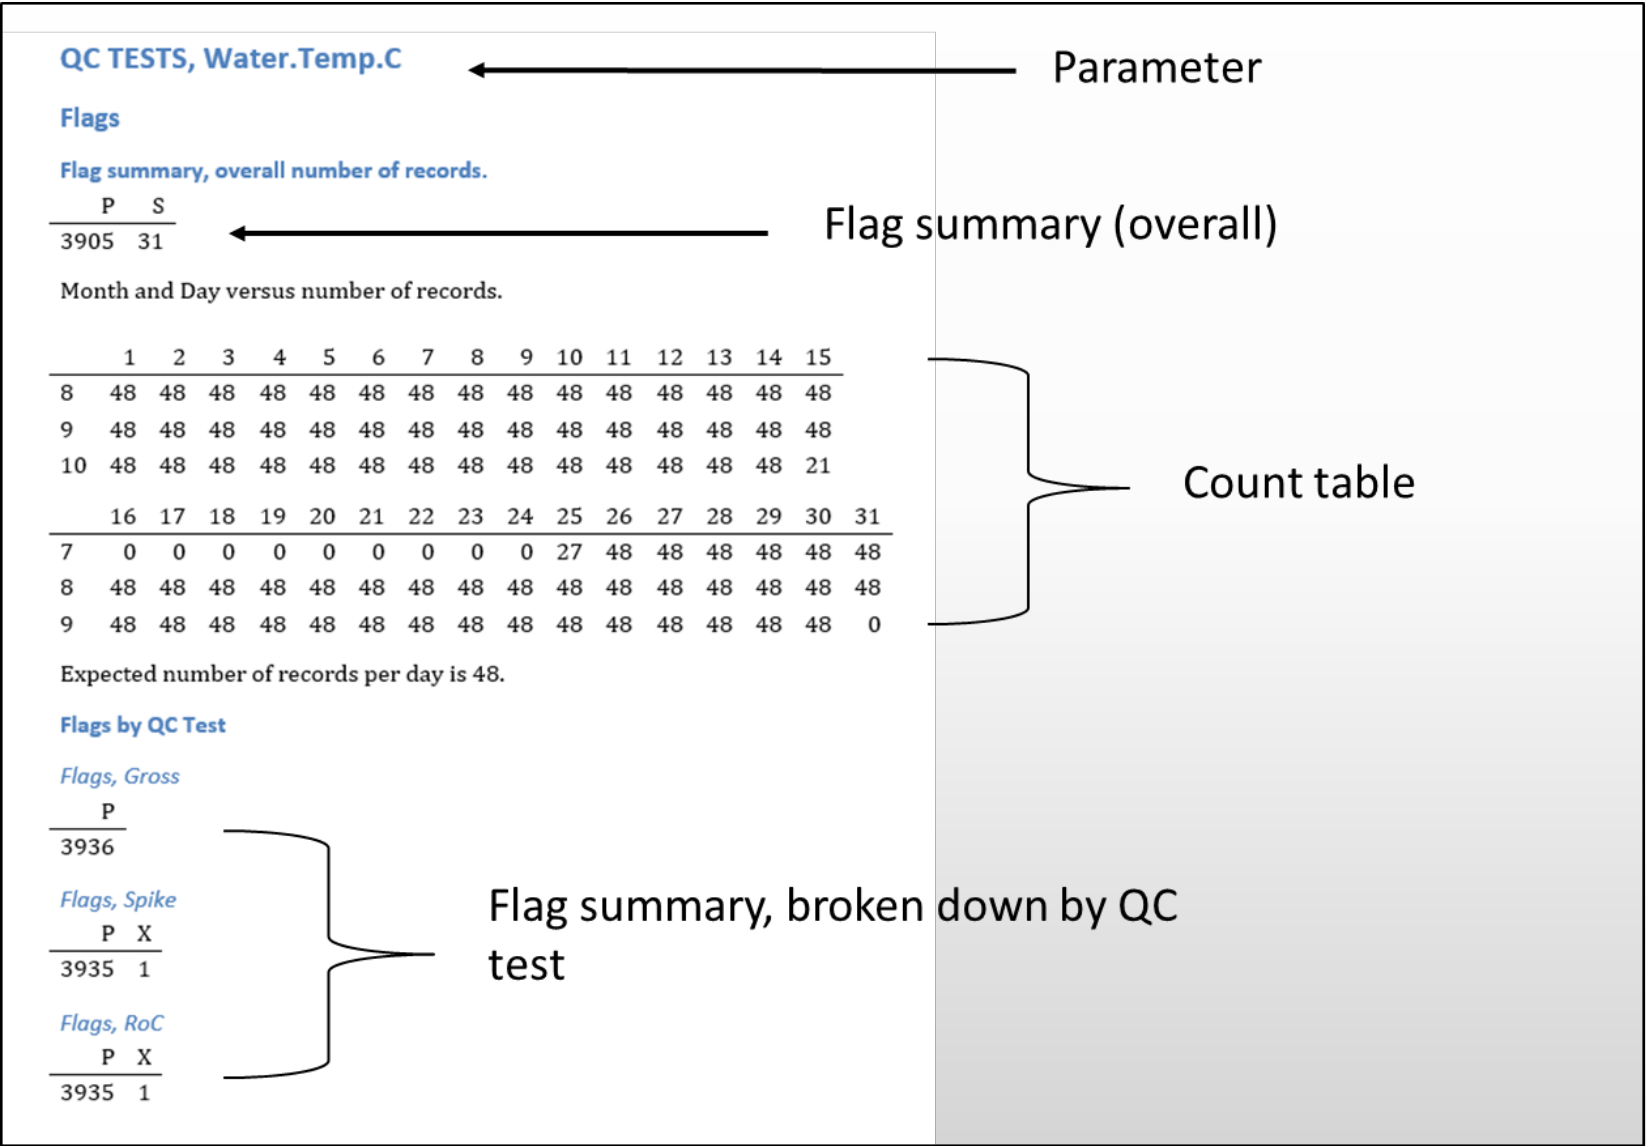 QC TESTS, Water.Temp.C
Parameter
Flags
Flag summary, overall number of records.
P S
3905 31
Flag summary (overall)
Month and Day versus number of records.
1 2 3 4 5 6 7 8 9 10 11 12 13 14 15
8 48 48 48 48 48 48 48 48 48 48 48 48 48 48 48
9 48 48 48 48 48 48 48 48 48 48 48 48 48 48 48
10 48 48 48 48 48 48 48 48 48 48 48 48 48 48 21
Count table
16 17 18 19 20 21 22 23 24 25 26 27 28 29 30 31
7 0 0 0 0 0 0 0 0 0 27 48 48 48 48 48 48
8 48 48 48 48 48 48 48 48 48 48 48 48 48 48 48 48
9 48 48 48 48 48 48 48 48 48 48 48 48 48 48 48 0
Expected number of records per day is 48.
Flags by QC Test
Flags, Gross
P
3936
Flags, Spike
P X
3935 1
Flag summary, broken down by QC
test
Flags, RoC
P X
3935 1